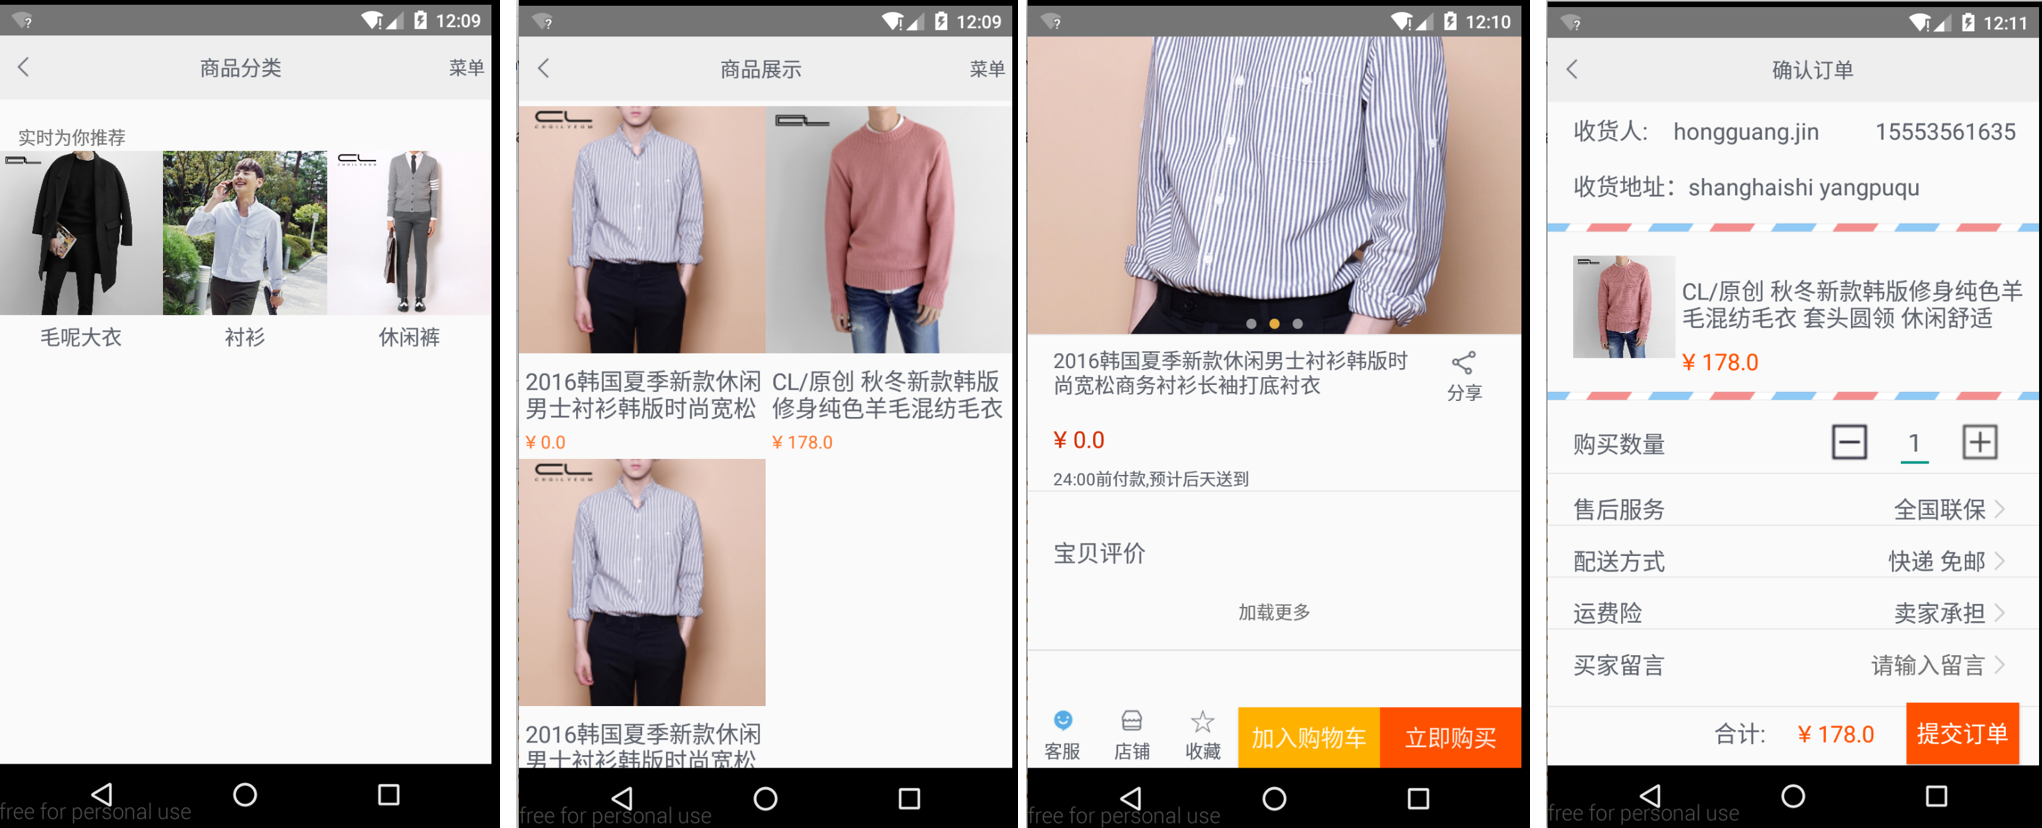 12:09
商品分类
菜单
实时为你推荐
CL
CHOILYEOM
毛呢大衣
衬衫
休闲裤
free for personal use
12:09
商品展示
菜单
CL
CHOILYEOM
CL
2016韩国夏季新款休闲
男士衬衫韩版时尚宽松
¥ 0.0
CL/原创 秋冬新款韩版
修身纯色羊毛混纺毛衣
¥ 178.0
CL
CHOILYEOM
2016韩国夏季新款休闲
男士衬衫韩版时尚宽松
free for personal use
12:10
2016韩国夏季新款休闲男士衬衫韩版时
尚宽松商务衬衫长袖打底衬衣
分享
¥ 0.0
24:00前付款,预计后天送到
宝贝评价
加载更多
客服
店铺
收藏
加入购物车
立即购买
free for personal use
12:11
确认订单
收货人: hongguang.jin 15553561635
收货地址: shanghaishi yangpuqu
CL/原创 秋冬新款韩版修身纯色羊
毛混纺毛衣 套头圆领 休闲舒适
¥ 178.0
购买数量 1
售后服务 全国联保
配送方式 快递 免邮
运费险 卖家承担
买家留言 请输入留言
合计: ¥ 178.0 提交订单
free for personal use